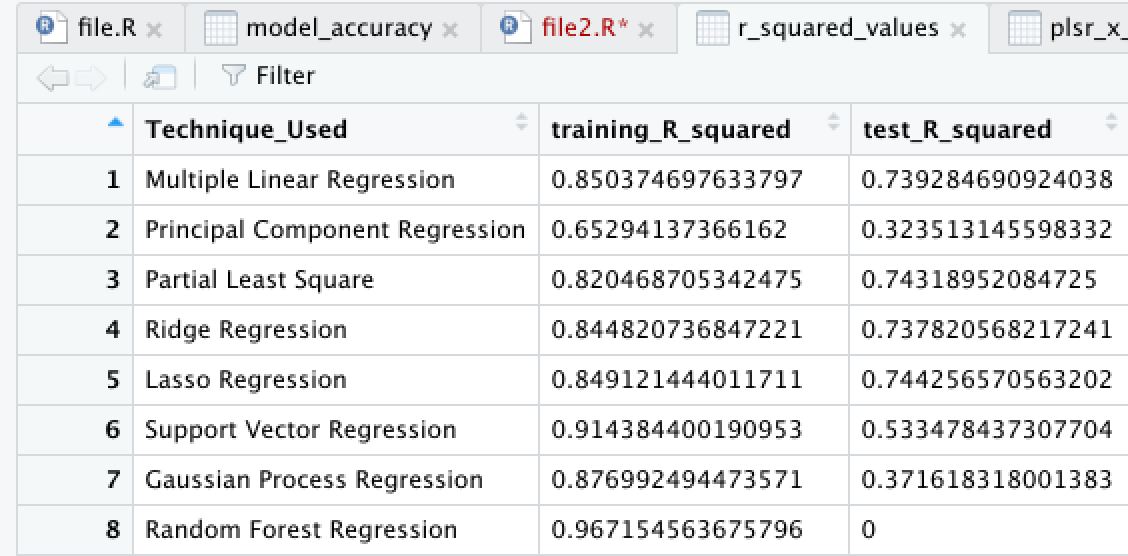 file.R model_accuracy file2.R* r_squared_values plsr_x_
Filter
Technique_Used training_R_squared test_R_squared
1 Multiple Linear Regression 0.850374697633797 0.739284690924038
2 Principal Component Regression 0.65294137366162 0.323513145598332
3 Partial Least Square 0.820468705342475 0.74318952084725
4 Ridge Regression 0.844820736847221 0.737820568217241
5 Lasso Regression 0.849121444011711 0.744256570563202
6 Support Vector Regression 0.914384400190953 0.533478437307704
7 Gaussian Process Regression 0.876992494473571 0.371618318001383
8 Random Forest Regression 0.967154563675796 0